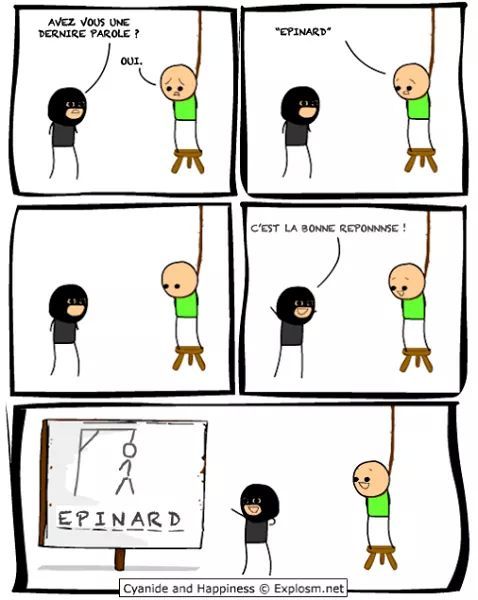 AVEZ VOUS UNE
DERNIRE PAROLE ?
OUI.
"EPINARD"
C'EST LA BONNE REPONNNSE !
EPINARD
Cyanide and Happiness © Explosm.net